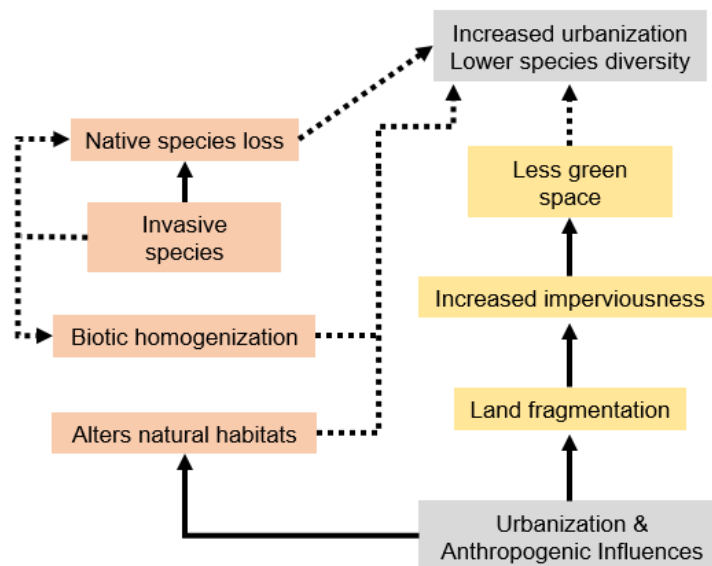 Increased urbanization
Lower species diversity
Native species loss
Less green
space
Invasive
species
Increased imperviousness
Biotic homogenization
Land fragmentation
Alters natural habitats
Urbanization &
Anthropogenic Influences